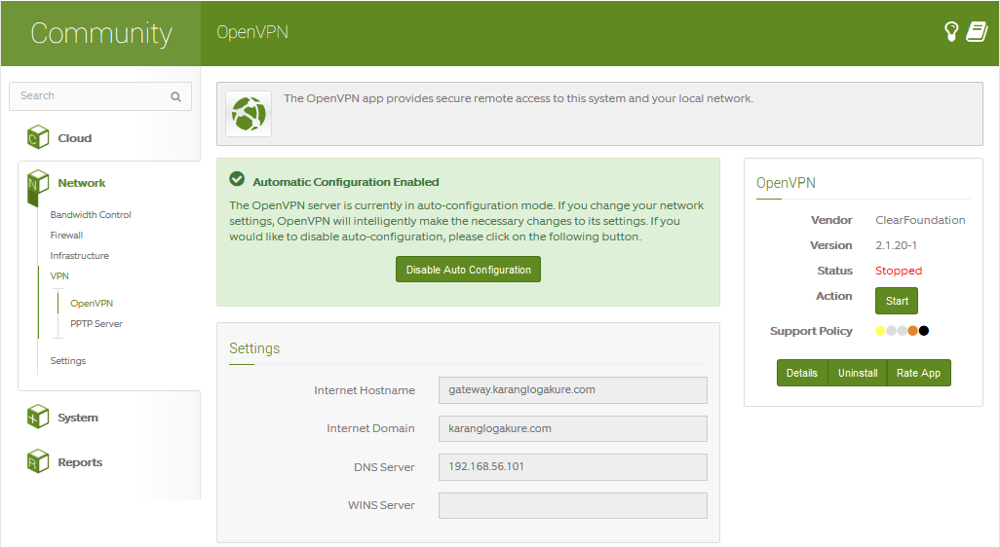 Community
OpenVPN
Search
Cloud
Network
Bandwidth Control
Firewall
Infrastructure
VPN
OpenVPN
PPTP Server
Settings
System
Reports
The OpenVPN app provides secure remote access to this system and your local network.
Automatic Configuration Enabled
The OpenVPN server is currently in auto-configuration mode. If you change your network
settings, OpenVPN will intelligently make the necessary changes to its settings. If you
would like to disable auto-configuration, please click on the following button.
Disable Auto Configuration
Settings
Internet Hostname gateway.karanglogakure.com
Internet Domain karanglogakure.com
DNS Server 192.168.56.101
WINS Server
OpenVPN
Vendor ClearFoundation
Version 2.1.20-1
Status Stopped
Action Start
Support Policy
Details Uninstall Rate App